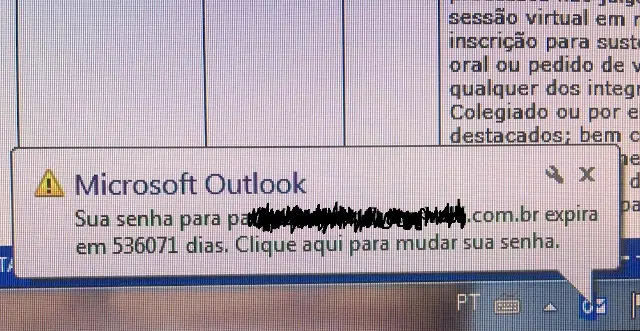 sessão virtual em
inscrição para sust
oral ou pedido de v
qualquer dos integr
Colegiado ou por e
destacados; bem c
Microsoft Outlook
Sua senha para pa .com.br expira
em 536071 dias. Clique aqui para mudar sua senha.
PT